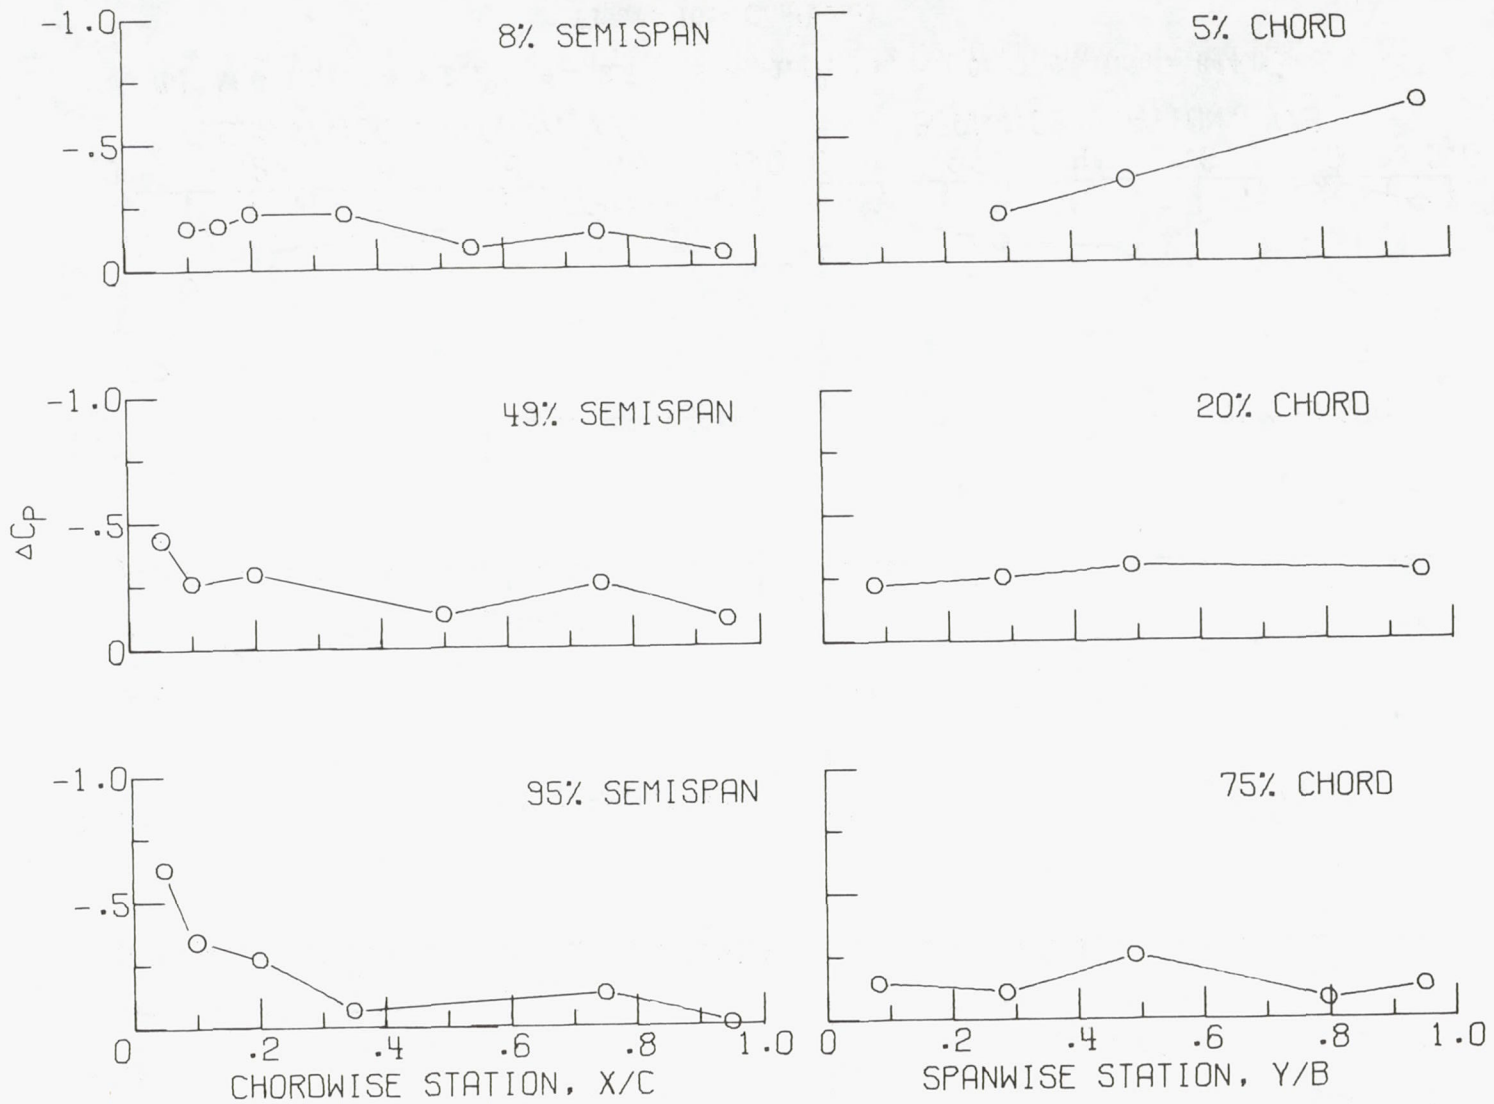 8% SEMISPAN
-1.0
-.5
0
5% CHORD
49% SEMISPAN
-1.0
-.5
0
ΔCP
20% CHORD
95% SEMISPAN
-1.0
-.5
75% CHORD
0 .2 .4 .6 .8 1.0
CHORDWISE STATION, X/C
0 .2 .4 .6 .8 1.0
SPANWISE STATION, Y/B